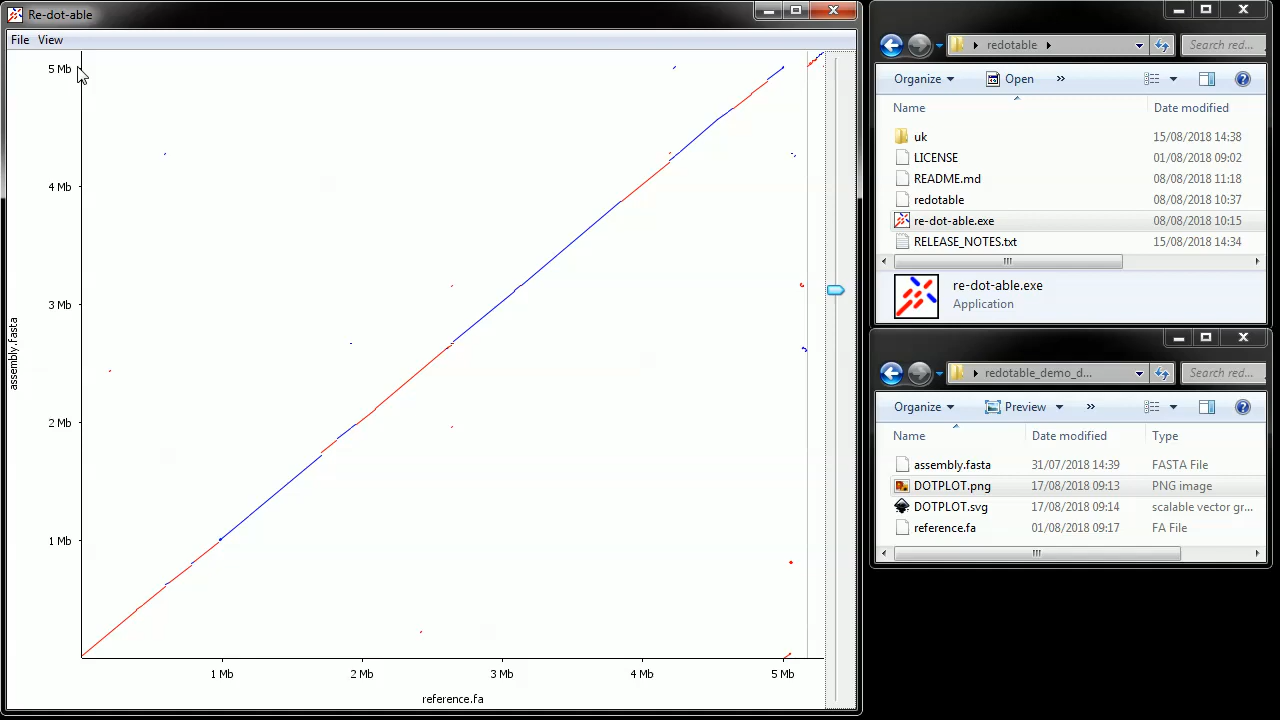 Re-dot-able
File View
5 Mb
4 Mb
3 Mb
2 Mb
1 Mb
assembly.fasta
1 Mb 2 Mb 3 Mb 4 Mb 5 Mb
reference.fa
redotable
Search red...
Organize Open »
Name Date modified
uk 15/08/2018 14:38
LICENSE 01/08/2018 09:02
README.md 08/08/2018 11:18
redotable 08/08/2018 10:37
re-dot-able.exe 08/08/2018 10:15
RELEASE_NOTES.txt 15/08/2018 14:34
re-dot-able.exe
Application
redotable_demo_d...
Search red...
Organize Preview »
Name Date modified Type
assembly.fasta 31/07/2018 14:39 FASTA File
DOTPLOT.png 17/08/2018 09:13 PNG image
DOTPLOT.svg 17/08/2018 09:14 scalable vector gr...
reference.fa 01/08/2018 09:17 FA File